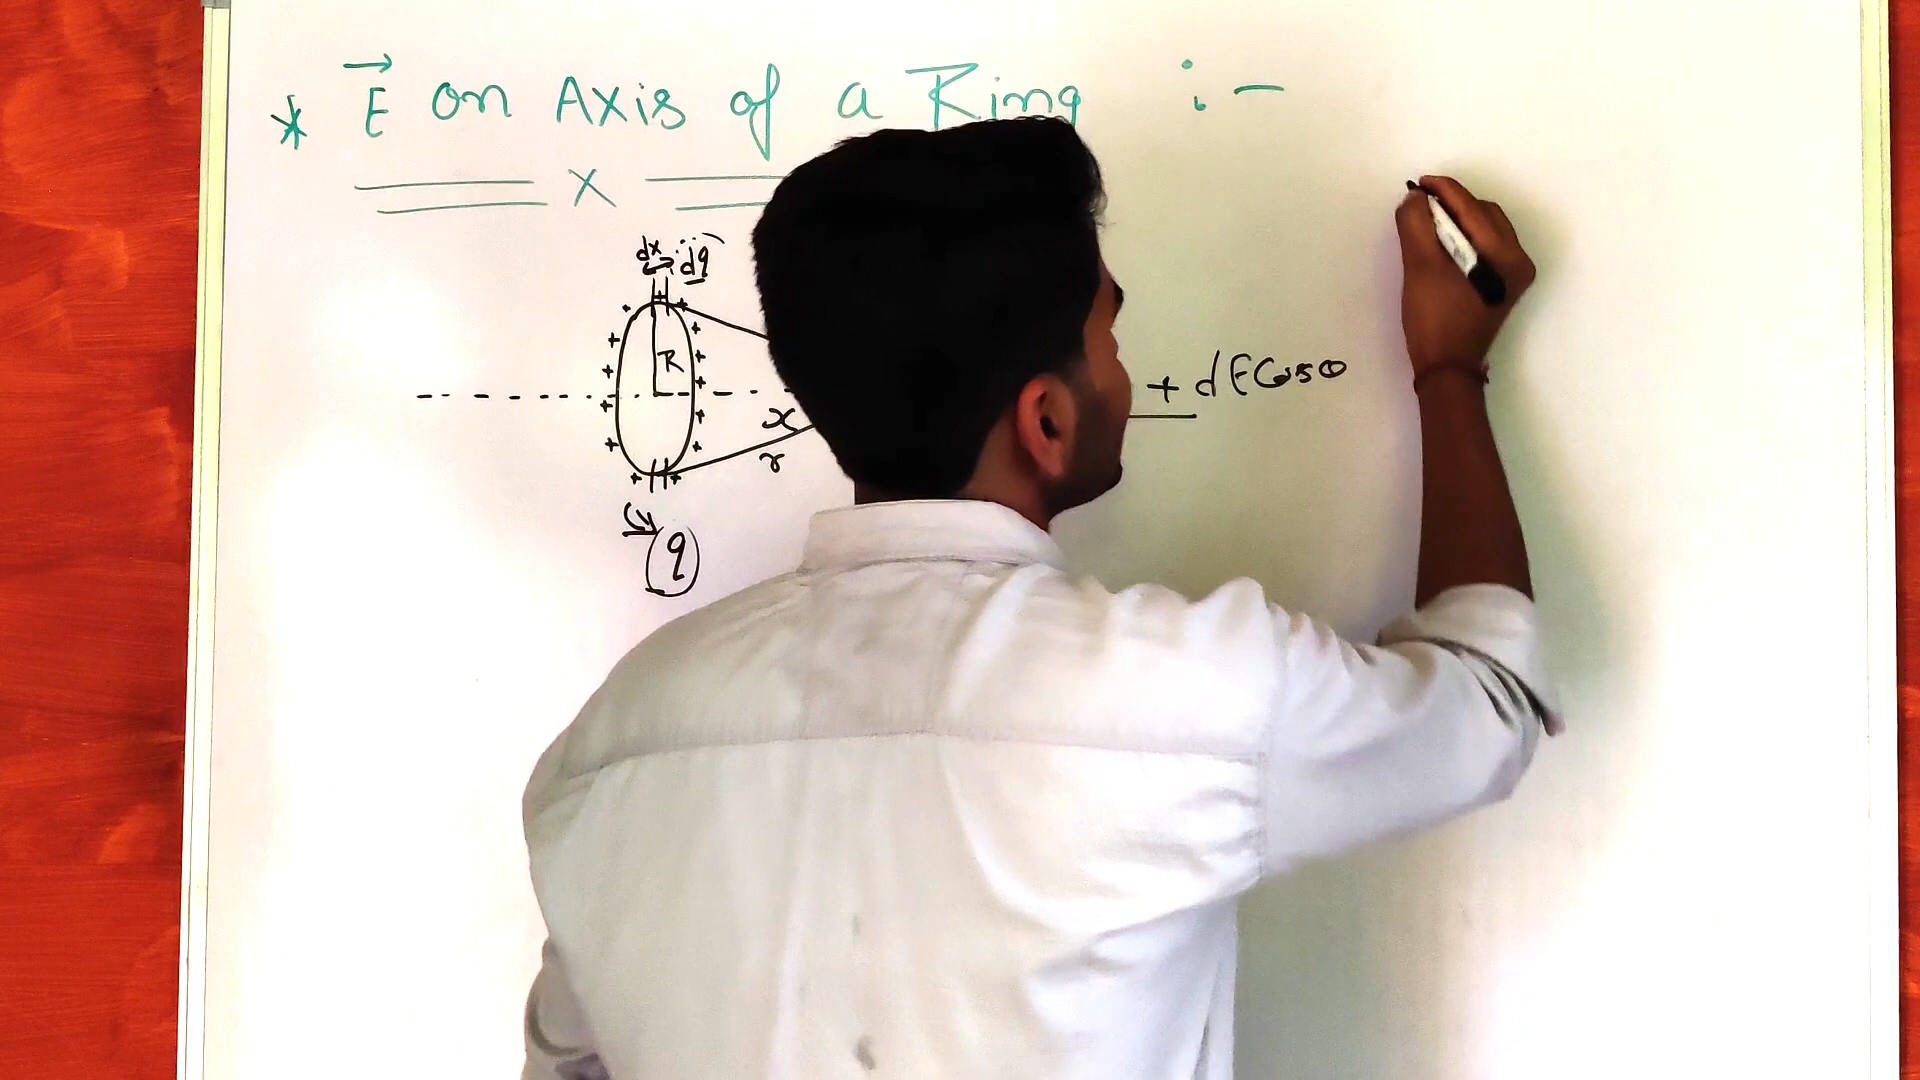 * E on Axis of a Ring :-
x
dx dq
R
+ dE Cosθ
x
r
q